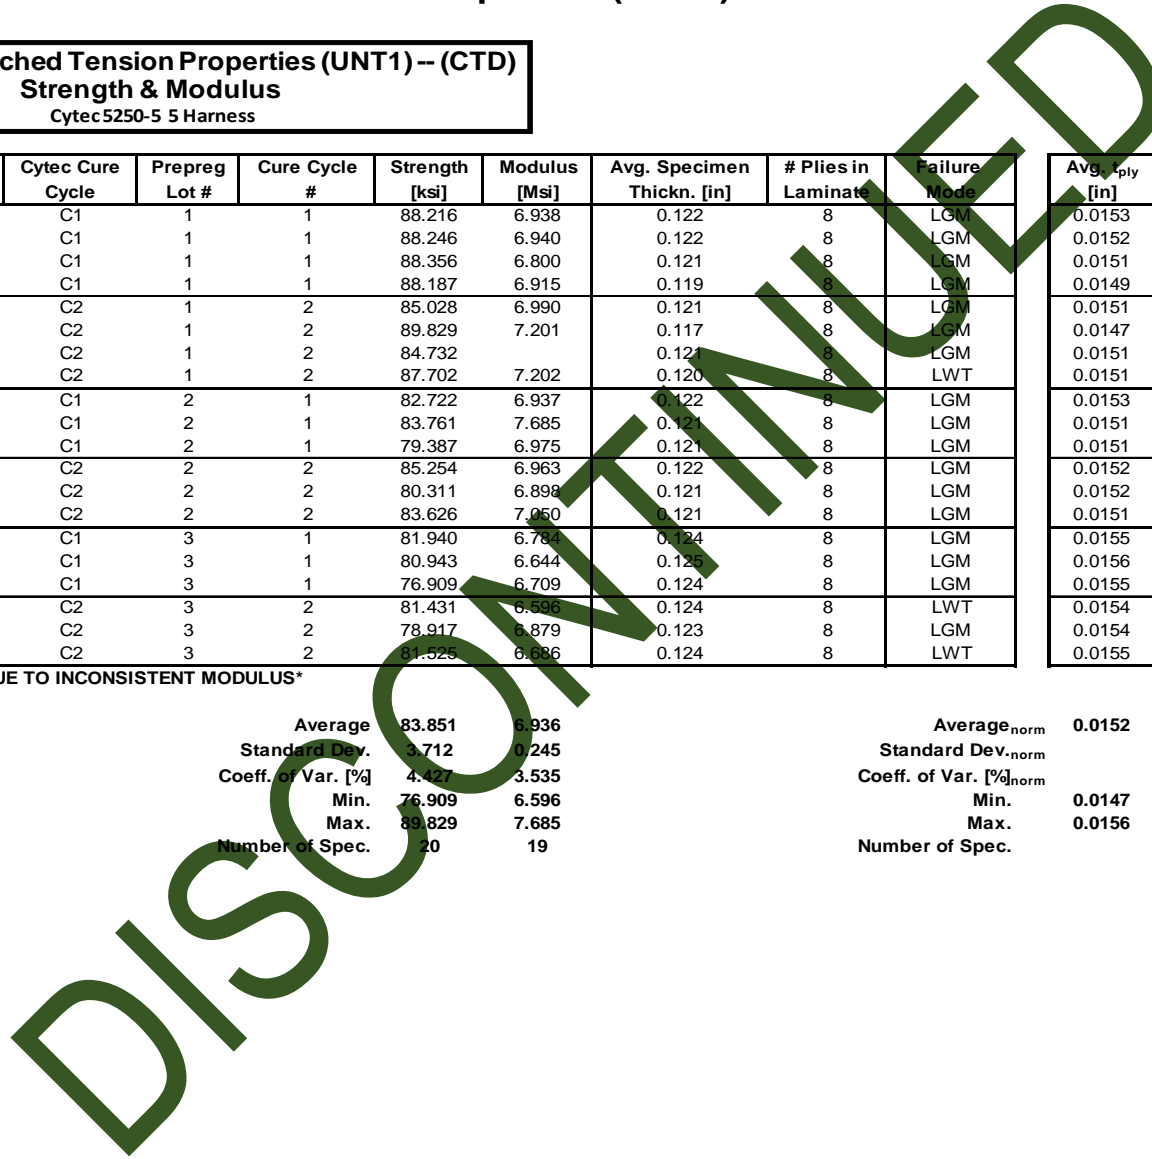 ched Tension Properties (UNT1) -- (CTD)
Strength & Modulus
Cytec 5250-5 5 Harness
Cytec Cure Prepreg Cure Cycle Strength Modulus Avg. Specimen # Plies in Failure Avg. tply
Cycle Lot # # [ksi] [Msi] Thickn. [in] Laminate Mode [in]
C1 1 1 88.216 6.938 0.122 8 LGM 0.0153
C1 1 1 88.246 6.940 0.122 8 LGM 0.0152
C1 1 1 88.356 6.800 0.121 8 LGM 0.0151
C1 1 1 88.187 6.915 0.119 8 LGM 0.0149
C2 1 2 85.028 6.990 0.121 8 LGM 0.0151
C2 1 2 89.829 7.201 0.117 8 LGM 0.0147
C2 1 2 84.732 0.121 8 LGM 0.0151
C2 1 2 87.702 7.202 0.120 8 LWT 0.0151
C1 2 1 82.722 6.937 0.122 8 LGM 0.0153
C1 2 1 83.761 7.685 0.121 8 LGM 0.0151
C1 2 1 79.387 6.975 0.121 8 LGM 0.0151
C2 2 2 85.254 6.963 0.122 8 LGM 0.0152
C2 2 2 80.311 6.898 0.121 8 LGM 0.0152
C2 2 2 83.626 7.050 0.121 8 LGM 0.0151
C1 3 1 81.940 6.784 0.124 8 LGM 0.0155
C1 3 1 80.943 6.644 0.125 8 LGM 0.0156
C1 3 1 76.909 6.709 0.124 8 LGM 0.0155
C2 3 2 81.431 6.596 0.124 8 LWT 0.0154
C2 3 2 78.917 6.879 0.123 8 LGM 0.0154
C2 3 2 81.525 6.686 0.124 8 LWT 0.0155
UE TO INCONSISTENT MODULUS*
Average 83.851 6.936 Averagenorm 0.0152
Standard Dev. 3.712 0.245 Standard Dev.norm
Coeff. of Var. [%] 4.427 3.535 Coeff. of Var. [%]norm
Min. 76.909 6.596 Min. 0.0147
Max. 89.829 7.685 Max. 0.0156
Number of Spec. 20 19 Number of Spec.
DISCONTINUED